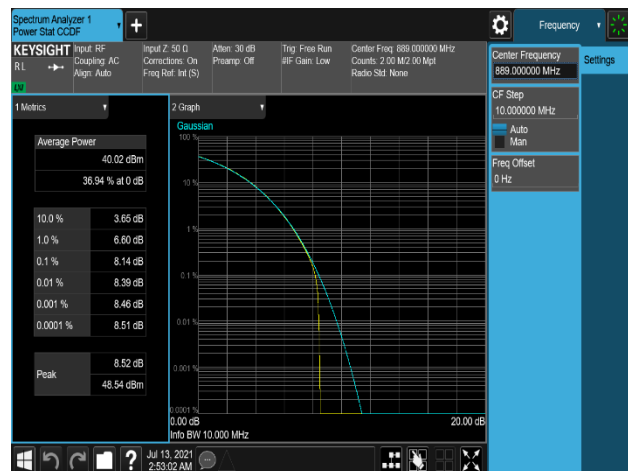 Spectrum Analyzer 1
Power Stat CCDF
Frequency
KEYSIGHT
RL
LXI
Input: RF
Coupling: AC
Align: Auto
Input Z: 50 Ω
Corrections: On
Freq Ref: Int (S)
Atten: 30 dB
Preamp: Off
Trig: Free Run
#IF Gain: Low
Center Freq: 889.000000 MHz
Counts: 2.00 M/2.00 Mpt
Radio Std: None
Center Frequency
889.000000 MHz
Settings
CF Step
10.000000 MHz
Auto
Man
Freq Offset
0 Hz
1 Metrics
Average Power
40.02 dBm
36.94 % at 0 dB
10.0 % 3.65 dB
1.0 % 6.60 dB
0.1 % 8.14 dB
0.01 % 8.39 dB
0.001 % 8.46 dB
0.0001 % 8.51 dB
Peak
8.52 dB
48.54 dBm
2 Graph
Gaussian
100 %
10 %
1 %
0.1 %
0.01 %
0.001 %
0.0001 %
0.00 dB 20.00 dB
Info BW 10.000 MHz
?
Jul 13, 2021
2:53:02 AM